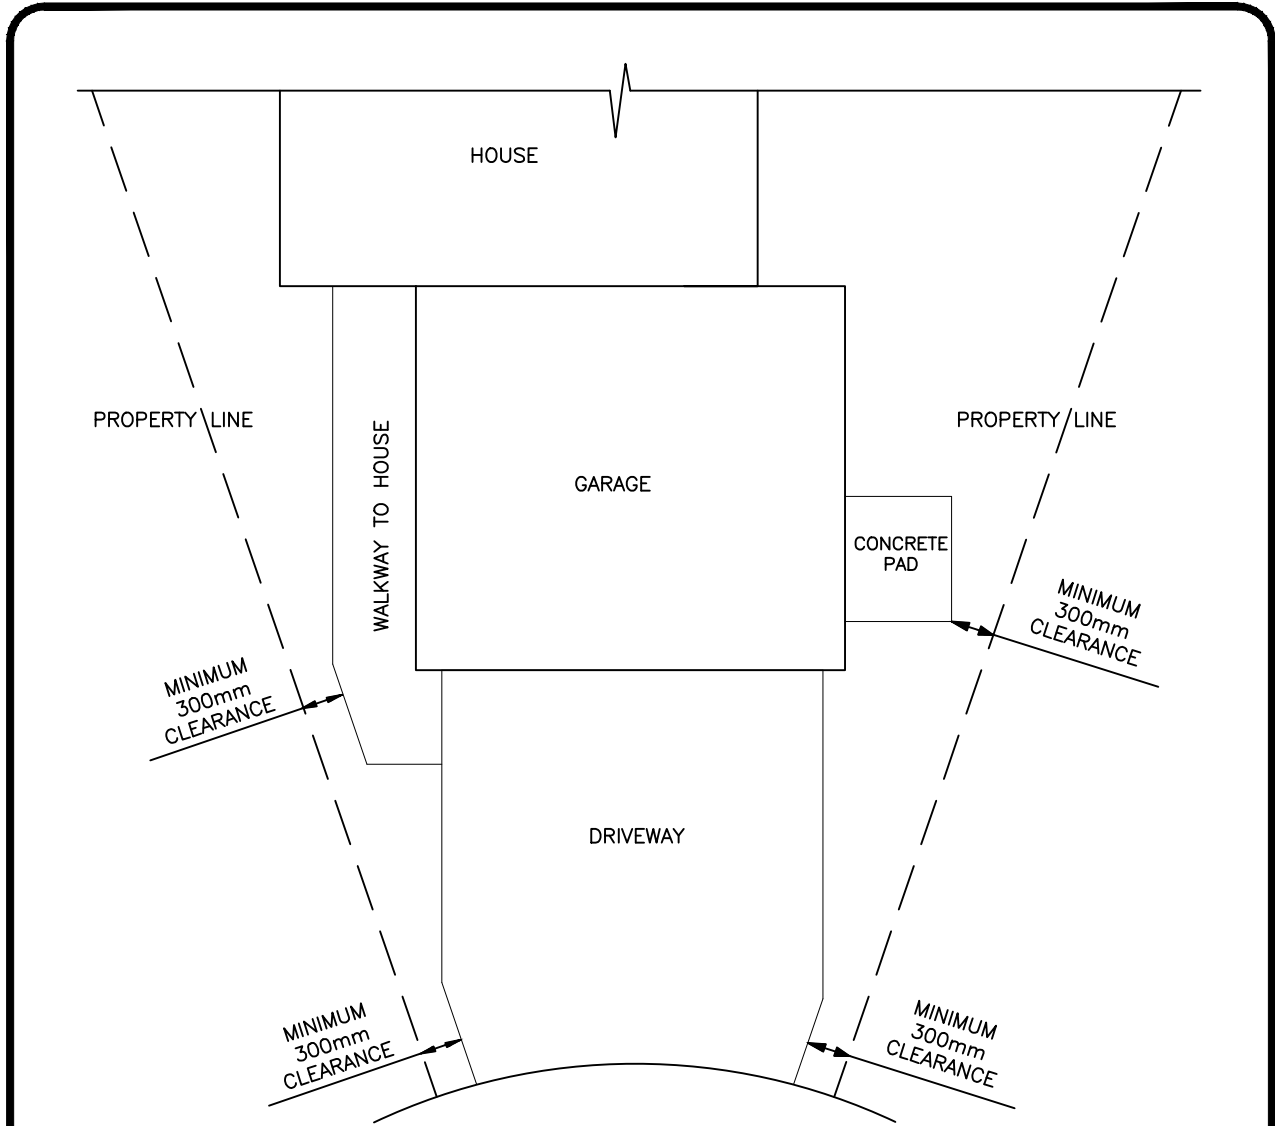 HOUSE
PROPERTY LINE
PROPERTY LINE
WALKWAY TO HOUSE
GARAGE
CONCRETE
PAD
MINIMUM
300mm
CLEARANCE
MINIMUM
300mm
CLEARANCE
DRIVEWAY
MINIMUM
300mm
CLEARANCE
MINIMUM
300mm
CLEARANCE